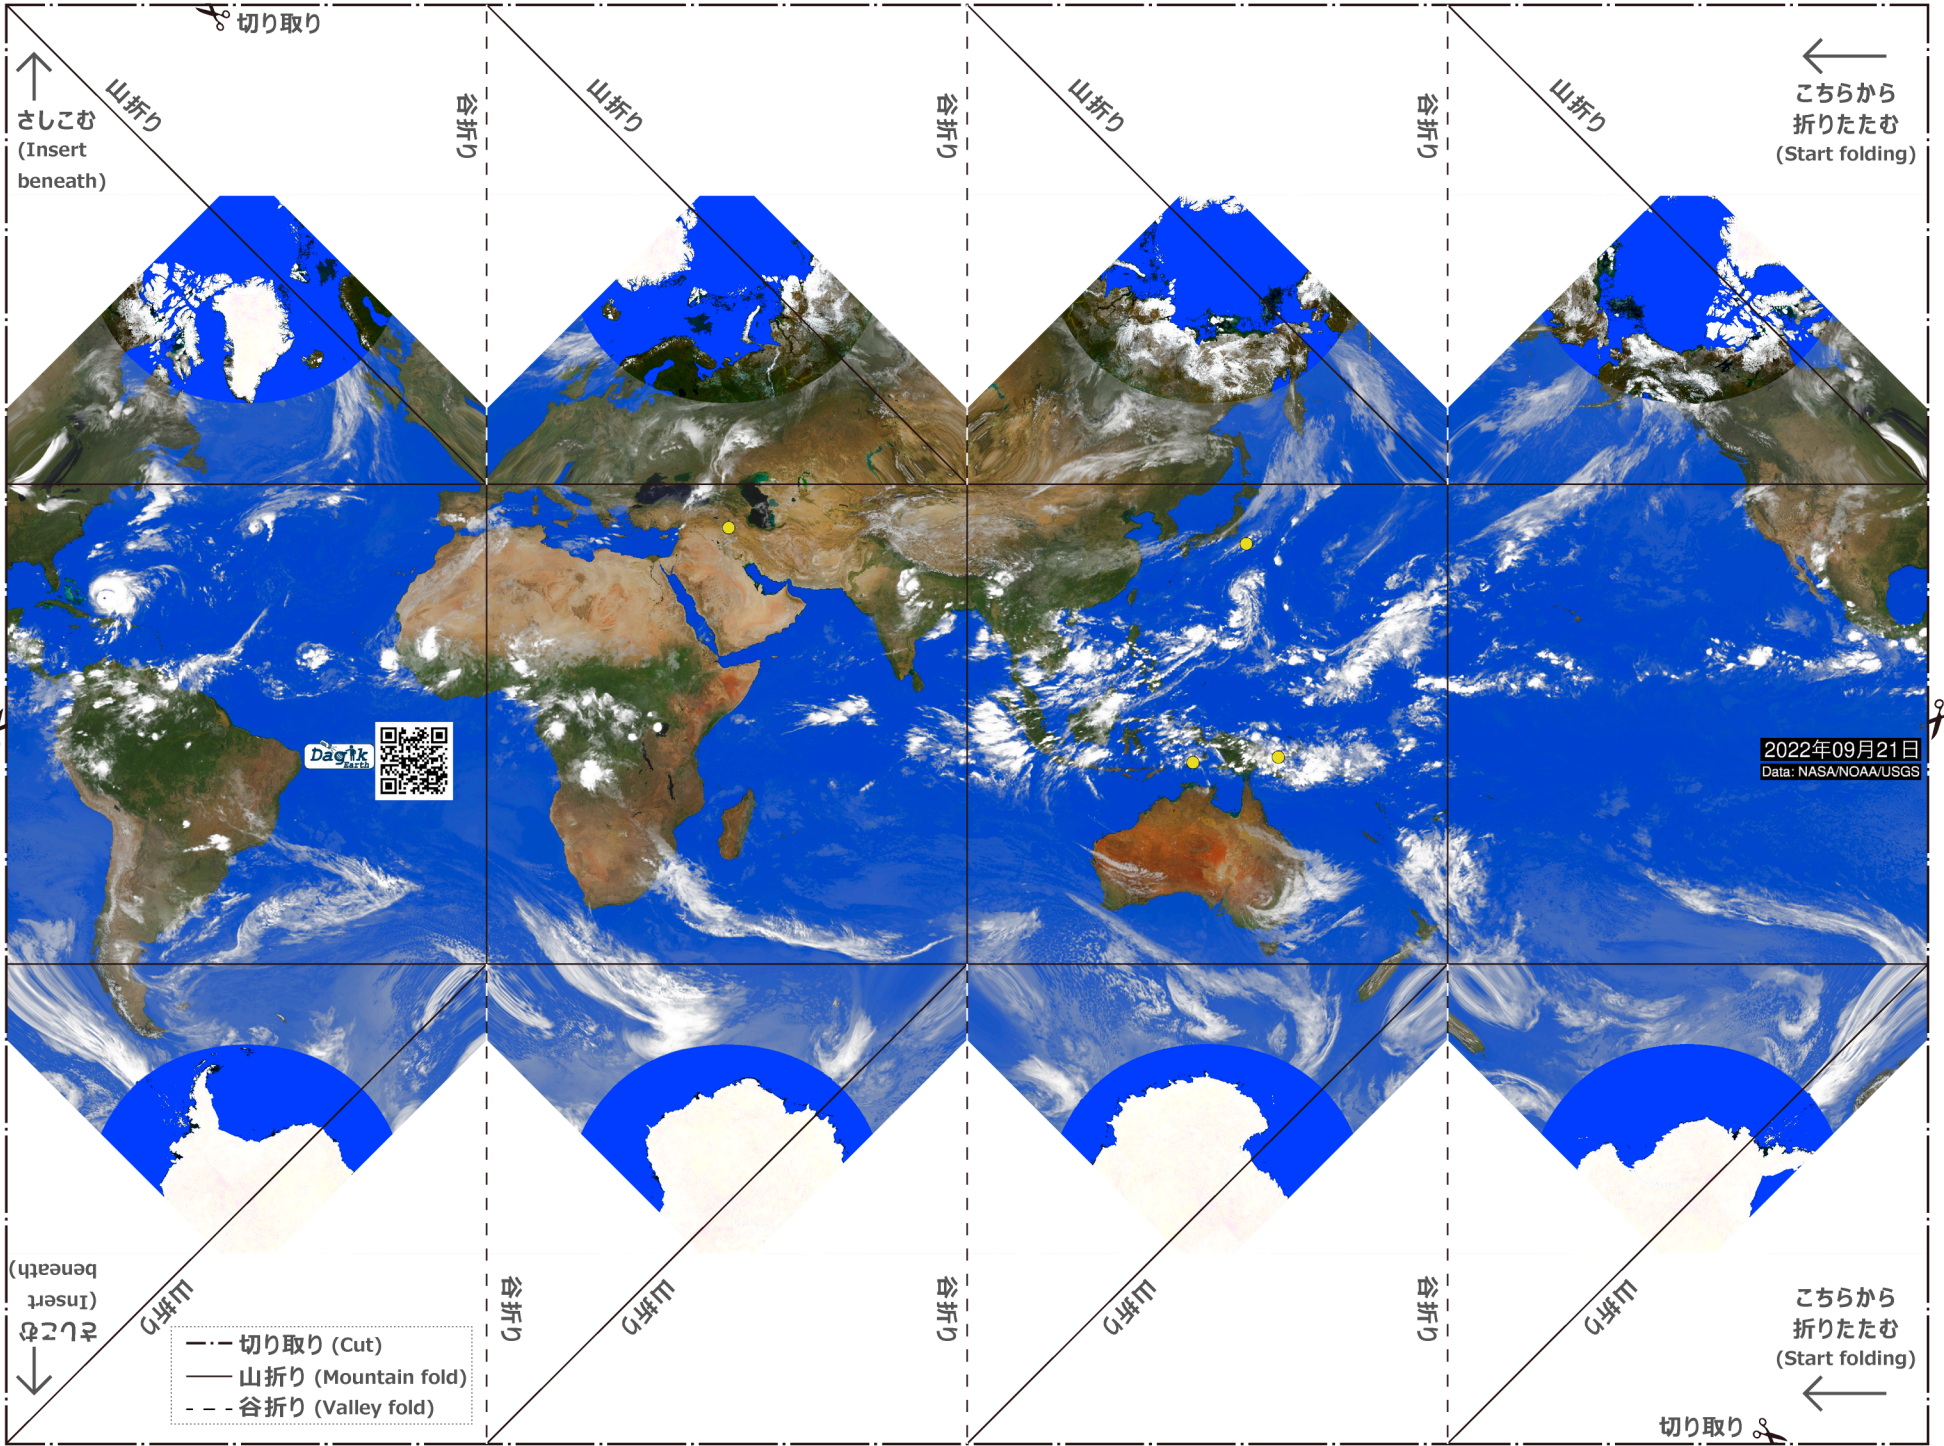 切り取り
山折り
谷折り
山折り
谷折り
山折り
谷折り
山折り
さしこむ
(Insert
beneath)
こちらから
折りたたむ
(Start folding)
Dagik
Earth
2022年09月21日
Data: NASA/NOAA/USGS
さしこむ
(Insert
beneath)
山折り
谷折り
山折り
谷折り
山折り
谷折り
山折り
こちらから
折りたたむ
(Start folding)
切り取り (Cut)
山折り (Mountain fold)
谷折り (Valley fold)
切り取り